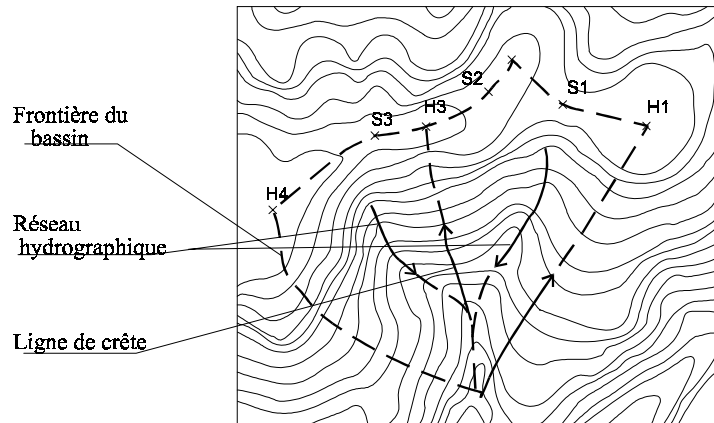 Frontière du
bassin
Réseau
hydrographique
Ligne de crête
S2
S1
H1
S3
H3
H4